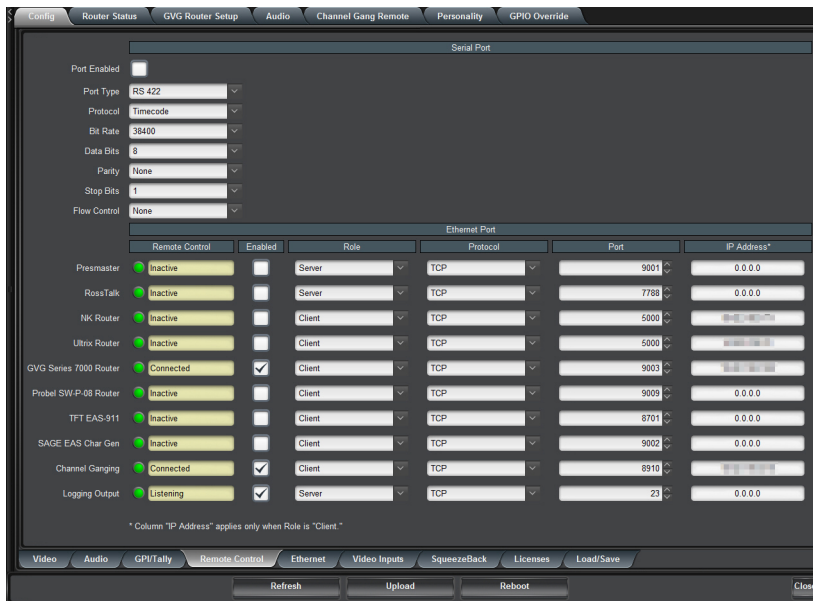 Config Router Status GVG Router Setup Audio Channel Gang Remote Personality GPIO Override
Serial Port
Port Enabled
Port Type RS 422
Protocol Timecode
Bit Rate 38400
Data Bits 8
Parity None
Stop Bits 1
Flow Control None
Ethernet Port
Remote Control Enabled Role Protocol Port IP Address*
Presmaster Inactive Server TCP 9001 0.0.0.0
RossTalk Inactive Server TCP 7788 0.0.0.0
NK Router Inactive Client TCP 5000
Ultrix Router Inactive Client TCP 5000
GVG Series 7000 Router Connected Client TCP 9003
Probel SW-P-08 Router Inactive Client TCP 9009 0.0.0.0
TFT EAS-911 Inactive Client TCP 8701 0.0.0.0
SAGE EAS Char Gen Inactive Client TCP 9002 0.0.0.0
Channel Ganging Connected Client TCP 8910
Logging Output Listening Server TCP 23 0.0.0.0
* Column "IP Address" applies only when Role is "Client."
Video Audio GPI/Tally Remote Control Ethernet Video Inputs SqueezeBack Licenses Load/Save
Refresh Upload Reboot Close